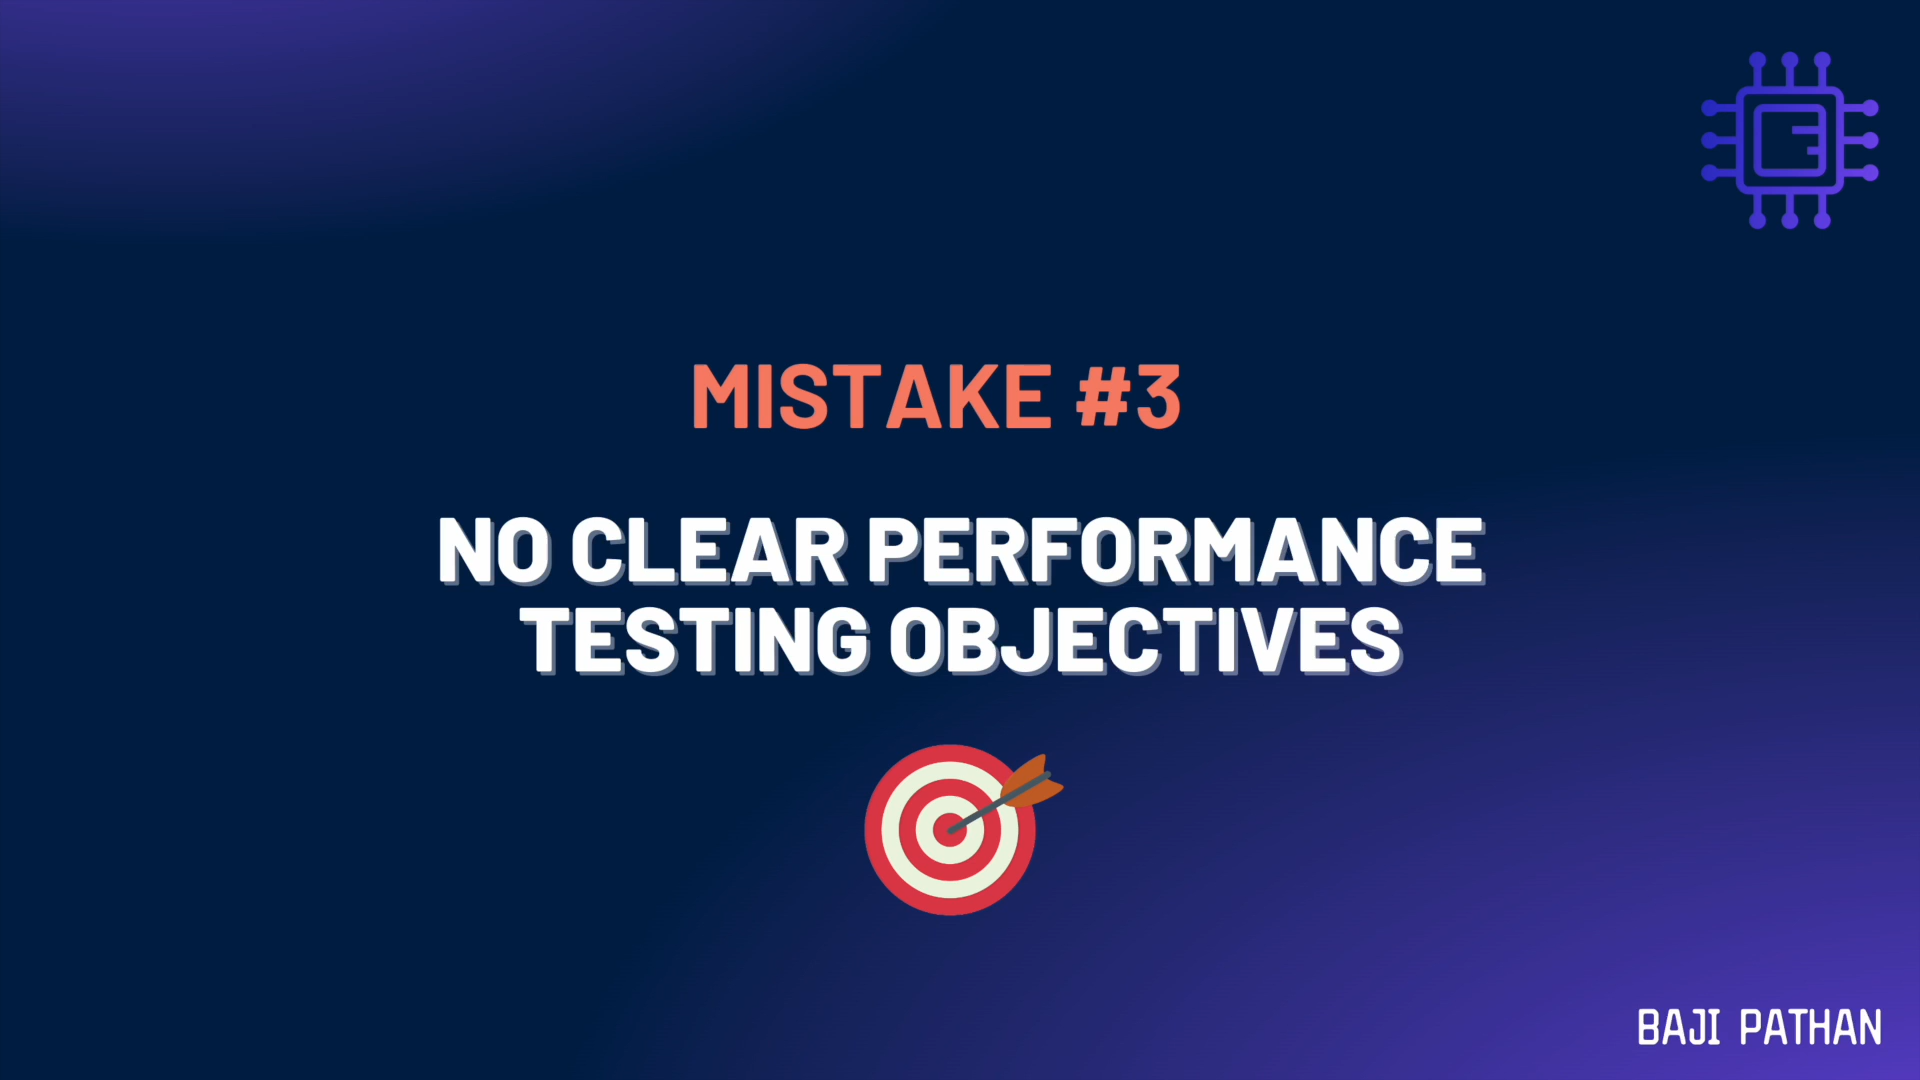 MISTAKE #3
NO CLEAR PERFORMANCE
TESTING OBJECTIVES
BAJI PATHAN